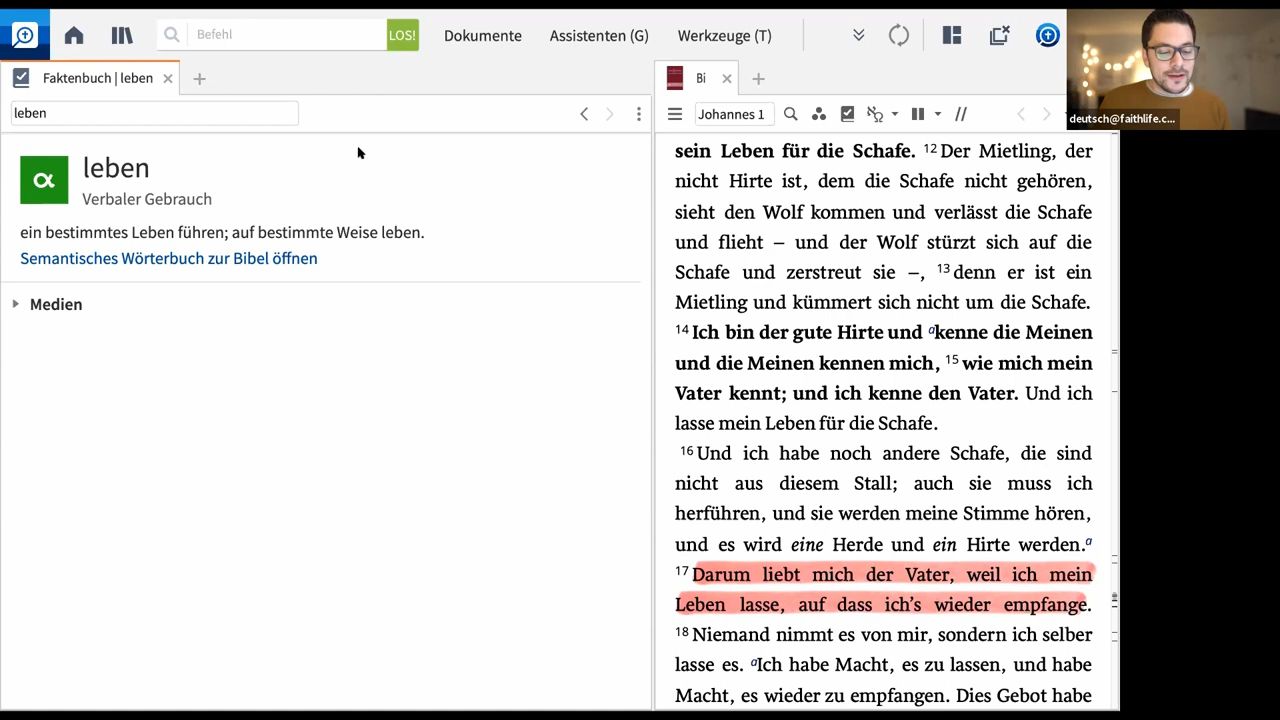 Befehl
LOS!
Dokumente
Assistenten (G)
Werkzeuge (T)
deutsch@faithlife.c...
Faktenbuch | leben
Bi
leben
Johannes 1
leben
Verbaler Gebrauch
ein bestimmtes Leben führen; auf bestimmte Weise leben.
Semantisches Wörterbuch zur Bibel öffnen
Medien
sein Leben für die Schafe. 12 Der Mietling, der
nicht Hirte ist, dem die Schafe nicht gehören,
sieht den Wolf kommen und verlässt die Schafe
und flieht – und der Wolf stürzt sich auf die
Schafe und zerstreut sie –, 13 denn er ist ein
Mietling und kümmert sich nicht um die Schafe.
14 Ich bin der gute Hirte und a kenne die Meinen
und die Meinen kennen mich, 15 wie mich mein
Vater kennt; und ich kenne den Vater. Und ich
lasse mein Leben für die Schafe.
16 Und ich habe noch andere Schafe, die sind
nicht aus diesem Stall; auch sie muss ich
herführen, und sie werden meine Stimme hören,
und es wird eine Herde und ein Hirte werden.a
17 Darum liebt mich der Vater, weil ich mein
Leben lasse, auf dass ich's wieder empfange.
18 Niemand nimmt es von mir, sondern ich selber
lasse es. a Ich habe Macht, es zu lassen, und habe
Macht, es wieder zu empfangen. Dies Gebot habe